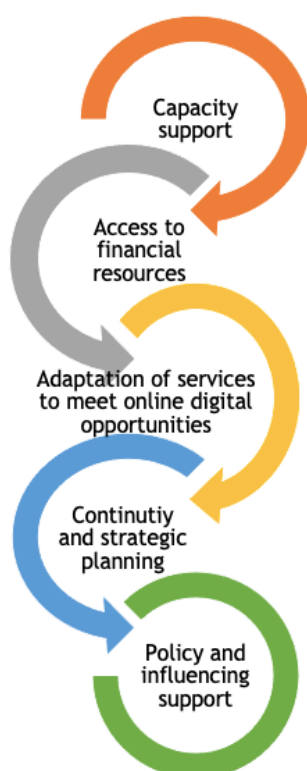 Capacity
support
Access to
financial
resources
Adaptation of services
to meet online digital
opportunities
Continutiy
and strategic
planning
Policy and
influencing
support